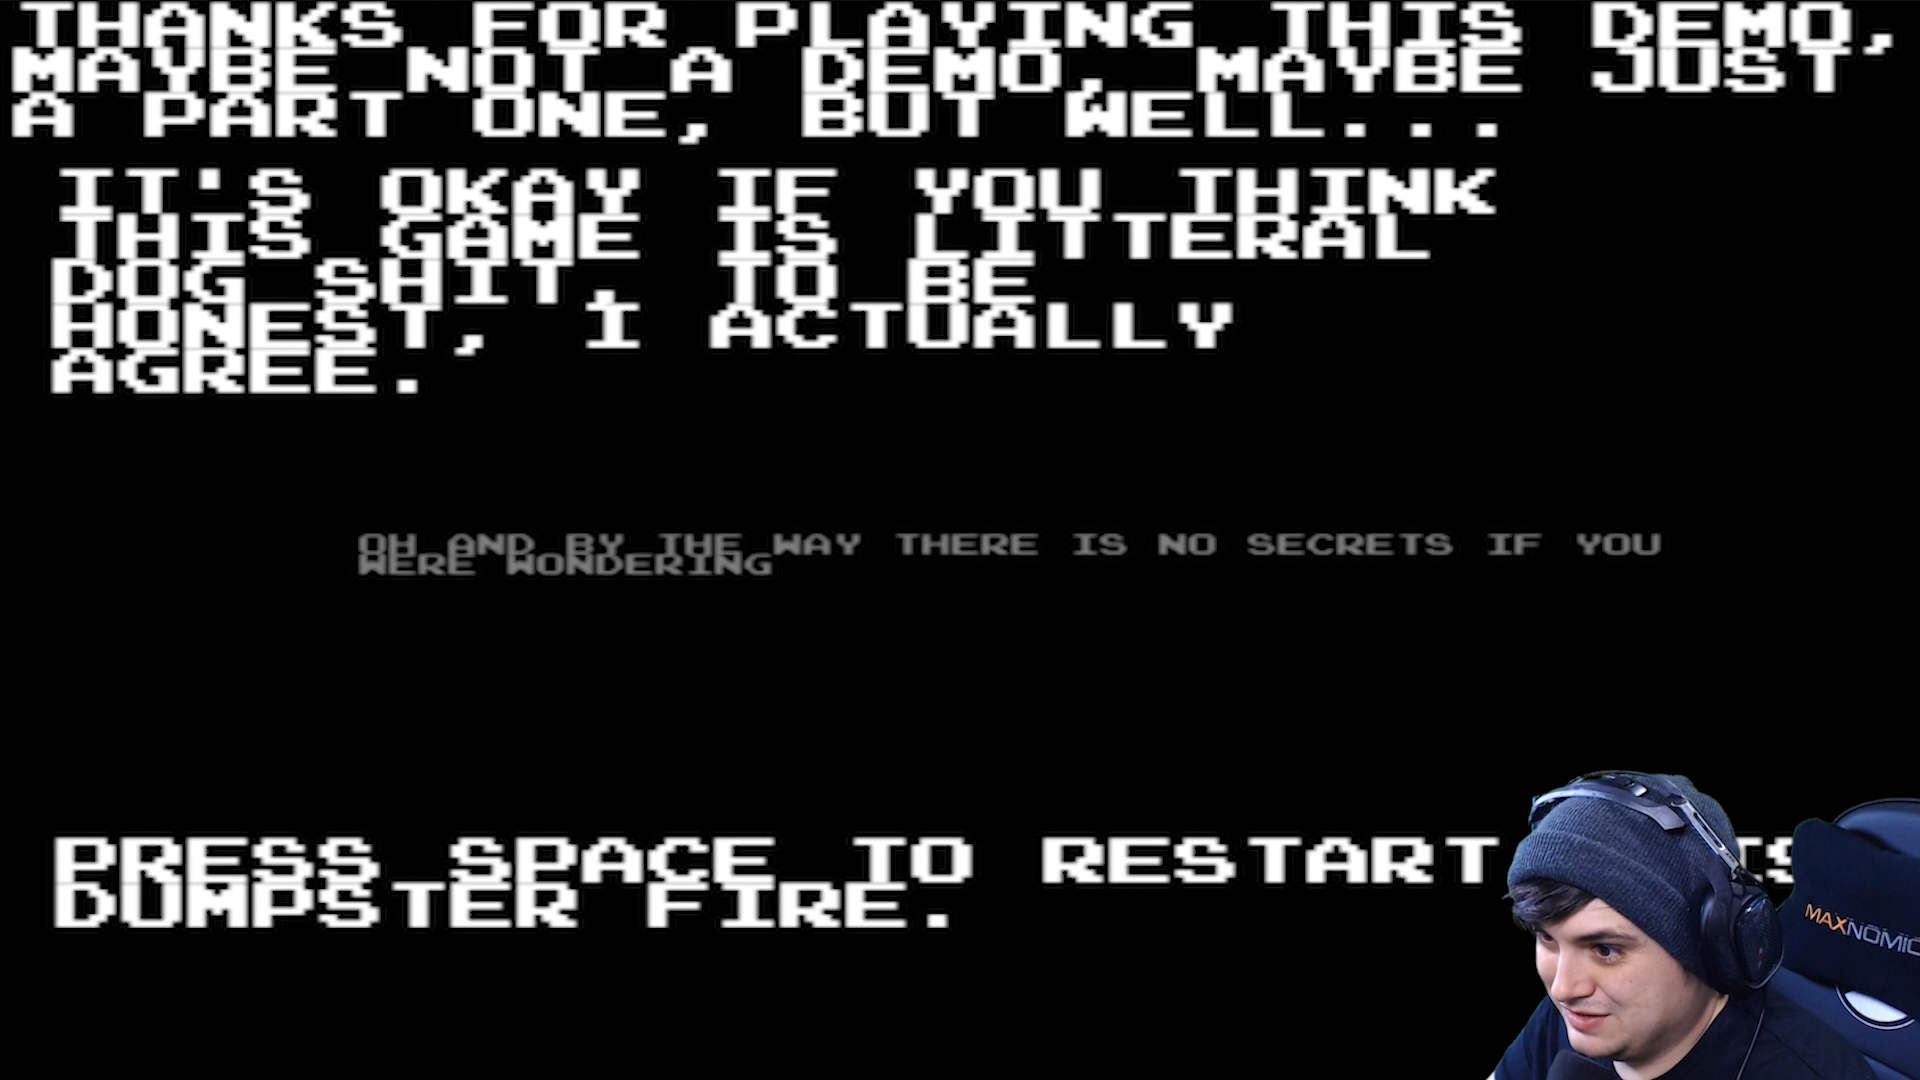 THANKS FOR PLAYING THIS DEMO,
MAYBE NOT A DEMO, MAYBE JUST
A PART ONE, BUT WELL...
IT'S OKAY IF YOU THINK
THIS GAME IS LITTERAL
DOG SHIT. TO BE
HONEST, I ACTUALLY
AGREE.
OH AND BY THE WAY THERE IS NO SECRETS IF YOU
WERE WONDERING
PRESS SPACE TO RESTART
DUMPSTER FIRE.
MAXNOMIC